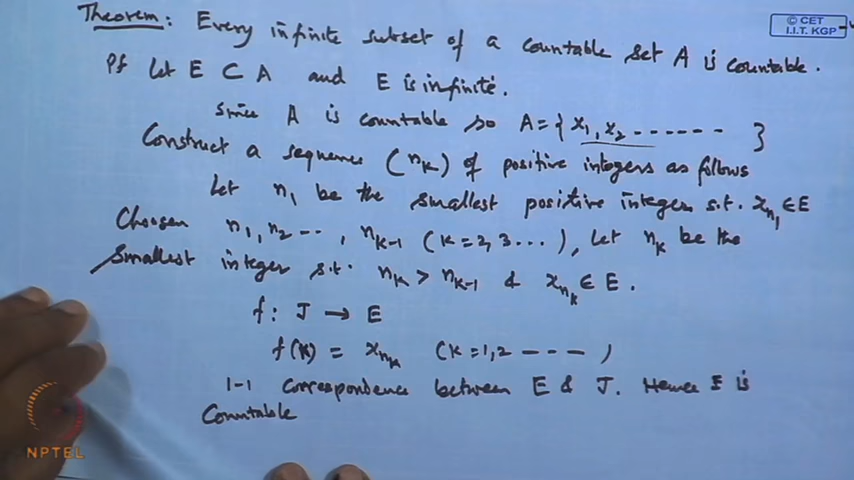 Theorem: Every infinite subset of a countable set A is countable.
© CET
I.I.T. KGP
Pf Let E ⊂ A and E is infinite.
Since A is countable so A = { x₁, x₂ ------ }
Construct a sequence (nₖ) of positive integers as follows
Let n₁ be the smallest positive integer s.t. xₙ₁ ∈ E
Choosen n₁, n₂ --, nₖ₋₁ (k=2,3...), Let nₖ be the
Smallest integer s.t. nₖ > nₖ₋₁ & xₙₖ ∈ E.
f: J → E
f(k) = xₙₖ (k=1,2 ---- )
1-1 correspondence between E & J. Hence E is
Countable
NPTEL